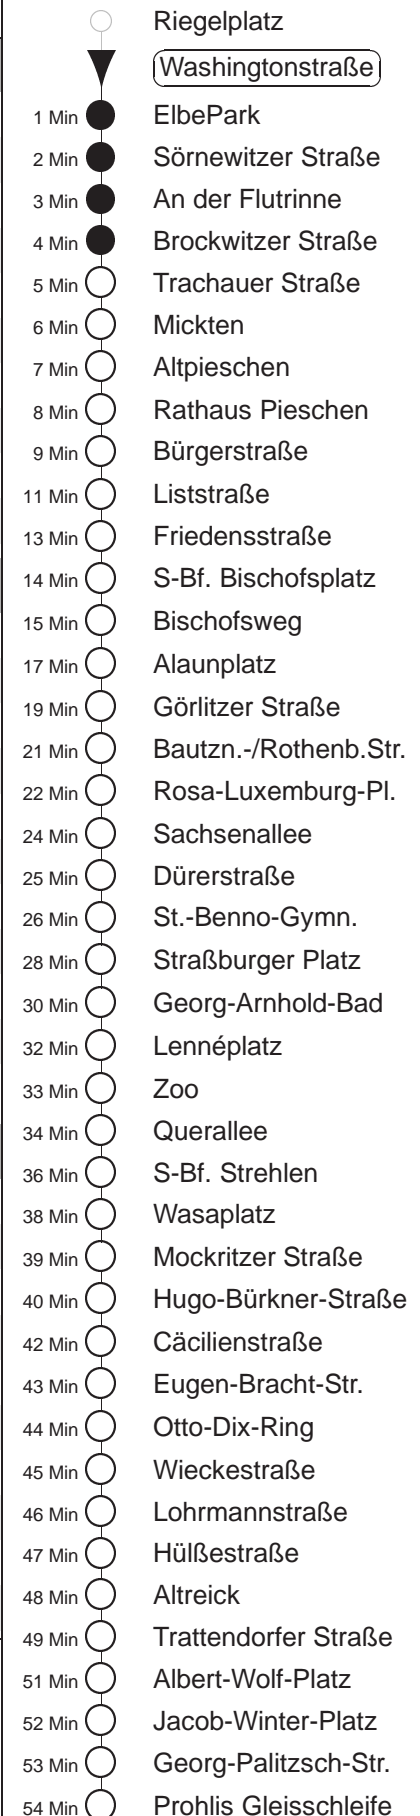 Riegelplatz
Washingtonstraße
1 Min ElbePark
2 Min Sörnewitzer Straße
3 Min An der Flutrinne
4 Min Brockwitzer Straße
5 Min Trachauer Straße
6 Min Mickten
7 Min Altpieschen
8 Min Rathaus Pieschen
9 Min Bürgerstraße
11 Min Liststraße
13 Min Friedensstraße
14 Min S-Bf. Bischofsplatz
15 Min Bischofsweg
17 Min Alaunplatz
19 Min Görlitzer Straße
21 Min Bautzn.-/Rothenb.Str.
22 Min Rosa-Luxemburg-Pl.
24 Min Sachsenallee
25 Min Dürerstraße
26 Min St.-Benno-Gymn.
28 Min Straßburger Platz
30 Min Georg-Arnhold-Bad
32 Min Lennéplatz
33 Min Zoo
34 Min Querallee
36 Min S-Bf. Strehlen
38 Min Wasaplatz
39 Min Mockritzer Straße
40 Min Hugo-Bürkner-Straße
42 Min Cäcilienstraße
43 Min Eugen-Bracht-Str.
44 Min Otto-Dix-Ring
45 Min Wieckestraße
46 Min Lohrmannstraße
47 Min Hülßestraße
48 Min Altreick
49 Min Trattendorfer Straße
51 Min Albert-Wolf-Platz
52 Min Jacob-Winter-Platz
53 Min Georg-Palitzsch-Str.
54 Min Prohlis Gleisschleife